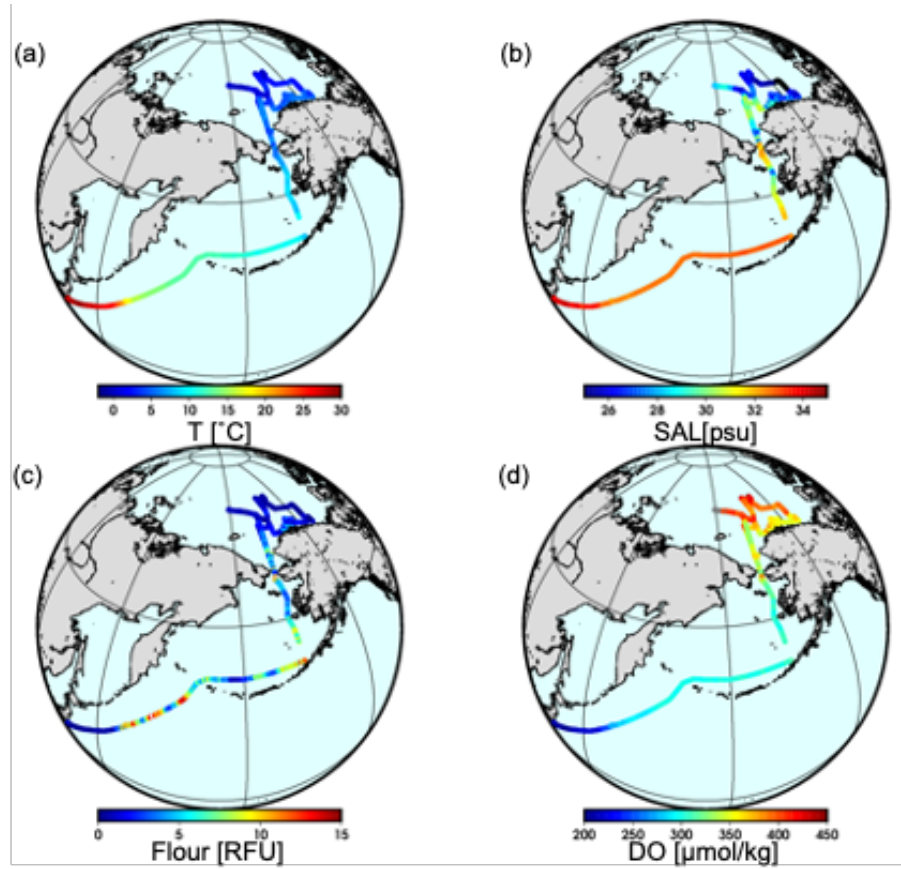 (a)
(b)
0 5 10 15 20 25 30
T [˚C]
26 28 30 32 34
SAL[psu]
(c)
(d)
0 5 10 15
Flour [RFU]
200 250 300 350 400 450
DO [µmol/kg]